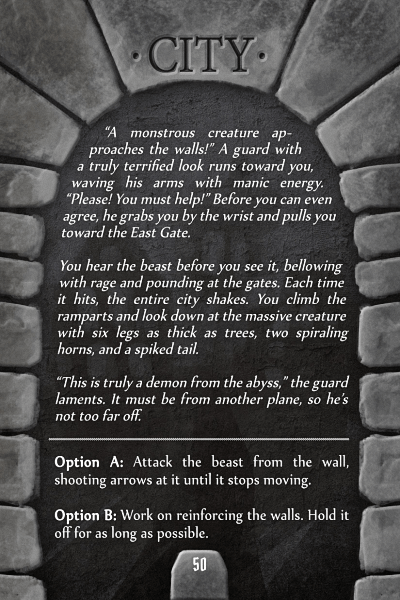 · CITY ·
“A monstrous creature ap-
proaches the walls!” A guard with
a truly terrified look runs toward you,
waving his arms with manic energy.
“Please! You must help!” Before you can even
agree, he grabs you by the wrist and pulls you
toward the East Gate.
You hear the beast before you see it, bellowing
with rage and pounding at the gates. Each time
it hits, the entire city shakes. You climb the
ramparts and look down at the massive creature
with six legs as thick as trees, two spiraling
horns, and a spiked tail.
“This is truly a demon from the abyss,” the guard
laments. It must be from another plane, so he’s
not too far off.
Option A: Attack the beast from the wall,
shooting arrows at it until it stops moving.
Option B: Work on reinforcing the walls. Hold it
off for as long as possible.
50